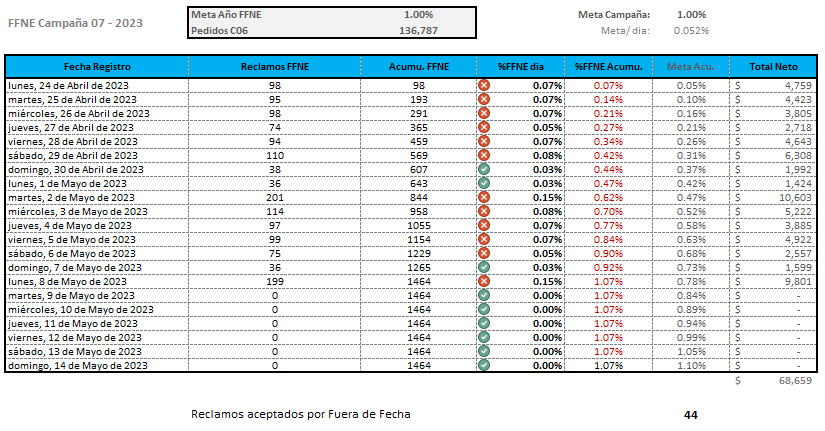 FFNE Campaña 07 - 2023
Meta Año FFNE 1.00%
Pedidos C06 136,787
Meta Campaña: 1.00%
Meta/ dia: 0.052%
Fecha Registro Reclamos FFNE Acumu. FFNE %FFNE dia %FFNE Acumu. Meta Acu. Total Neto
lunes, 24 de Abril de 2023 98 98 0.07% 0.07% 0.05% $ 4,759
martes, 25 de Abril de 2023 95 193 0.07% 0.14% 0.10% $ 4,423
miércoles, 26 de Abril de 2023 98 291 0.07% 0.21% 0.16% $ 3,805
jueves, 27 de Abril de 2023 74 365 0.05% 0.27% 0.21% $ 2,718
viernes, 28 de Abril de 2023 94 459 0.07% 0.34% 0.26% $ 4,643
sábado, 29 de Abril de 2023 110 569 0.08% 0.42% 0.31% $ 6,308
domingo, 30 de Abril de 2023 38 607 0.03% 0.44% 0.37% $ 1,992
lunes, 1 de Mayo de 2023 36 643 0.03% 0.47% 0.42% $ 1,424
martes, 2 de Mayo de 2023 201 844 0.15% 0.62% 0.47% $ 10,603
miércoles, 3 de Mayo de 2023 114 958 0.08% 0.70% 0.52% $ 5,222
jueves, 4 de Mayo de 2023 97 1055 0.07% 0.77% 0.58% $ 3,885
viernes, 5 de Mayo de 2023 99 1154 0.07% 0.84% 0.63% $ 4,922
sábado, 6 de Mayo de 2023 75 1229 0.05% 0.90% 0.68% $ 2,557
domingo, 7 de Mayo de 2023 36 1265 0.03% 0.92% 0.73% $ 1,599
lunes, 8 de Mayo de 2023 199 1464 0.15% 1.07% 0.78% $ 9,801
martes, 9 de Mayo de 2023 0 1464 0.00% 1.07% 0.84% $ -
miércoles, 10 de Mayo de 2023 0 1464 0.00% 1.07% 0.89% $ -
jueves, 11 de Mayo de 2023 0 1464 0.00% 1.07% 0.94% $ -
viernes, 12 de Mayo de 2023 0 1464 0.00% 1.07% 0.99% $ -
sábado, 13 de Mayo de 2023 0 1464 0.00% 1.07% 1.05% $ -
domingo, 14 de Mayo de 2023 0 1464 0.00% 1.07% 1.10% $ -
$ 68,659
Reclamos aceptados por Fuera de Fecha 44